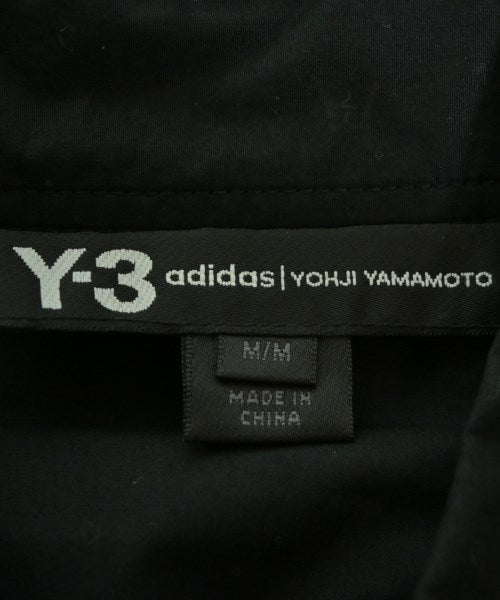 Y-3 adidas | YOHJI YAMAMOTO
M/M
MADE IN
CHINA